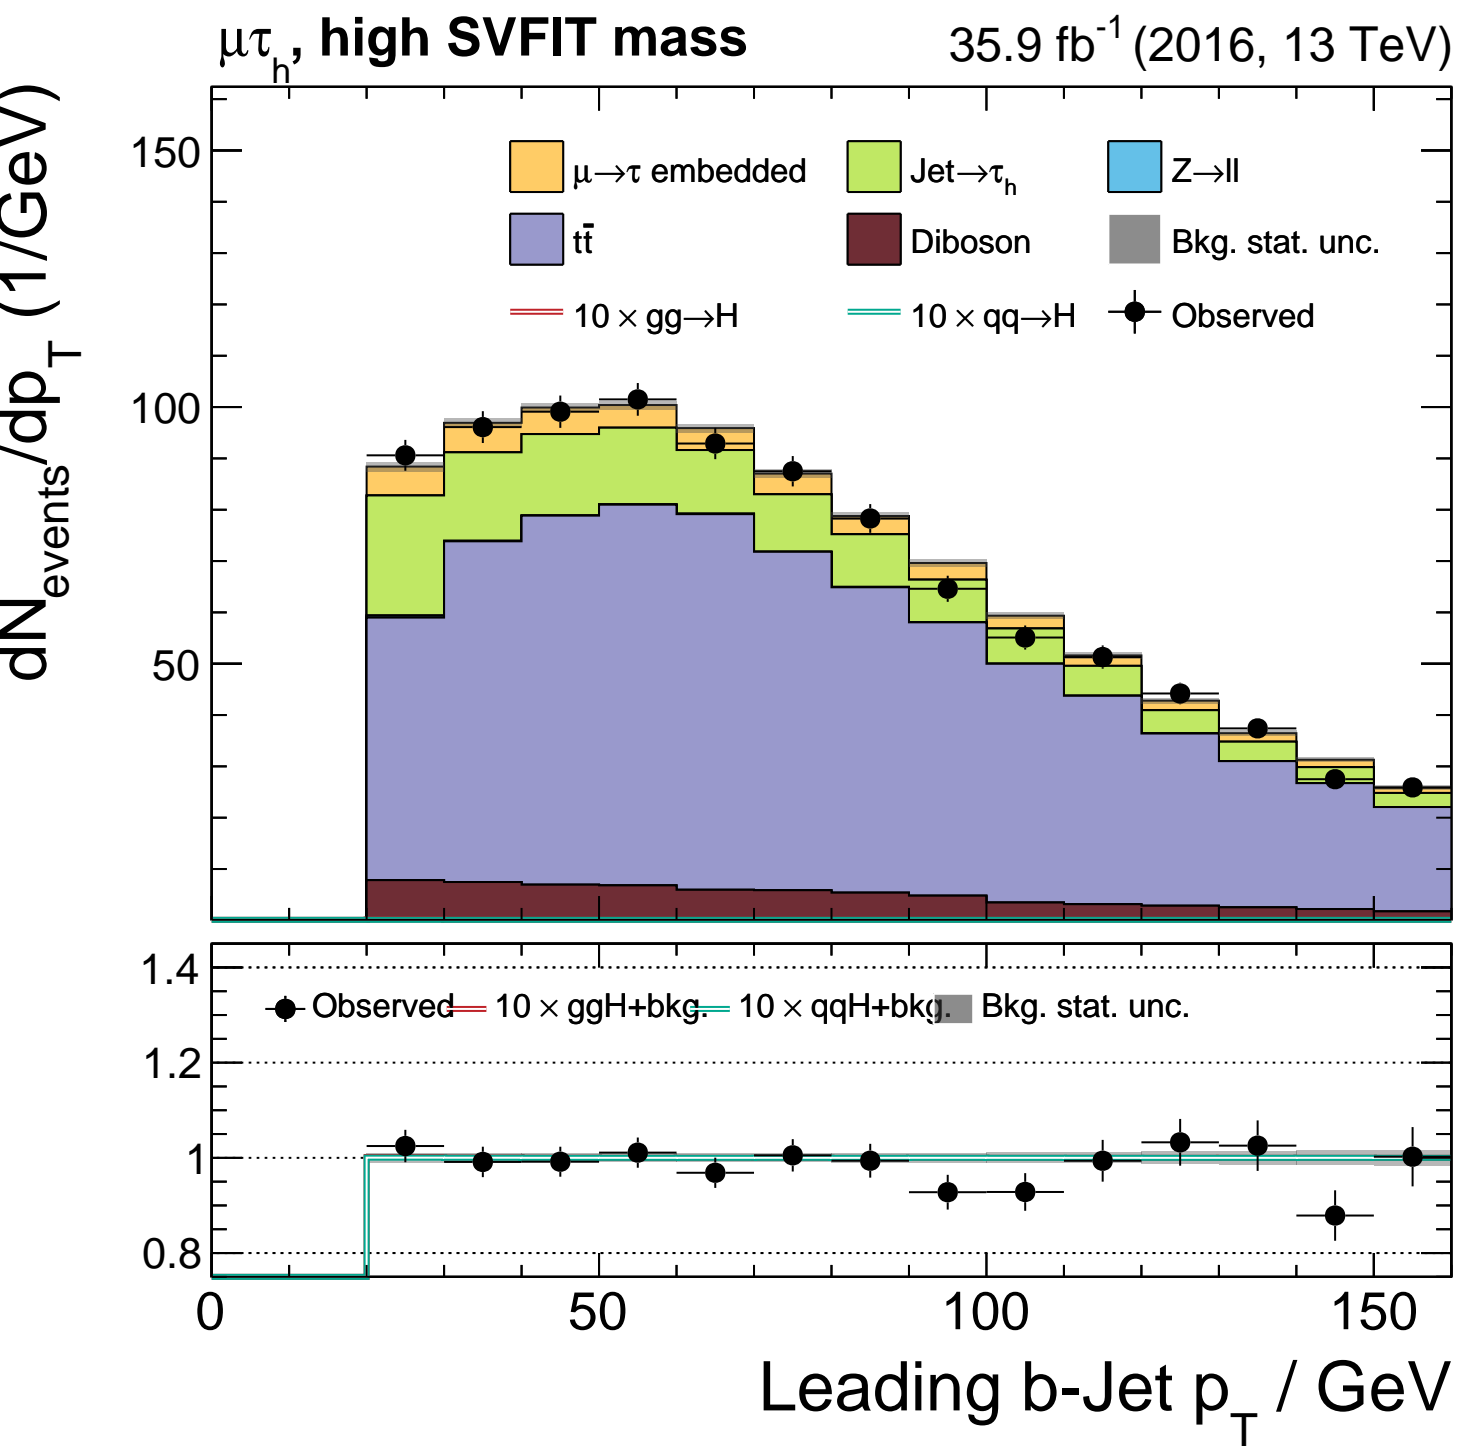 μτh, high SVFIT mass 35.9 fb-1 (2016, 13 TeV)
dNevents/dpT (1/GeV)
150
100
50
μ→τ embedded Jet→τh Z→ll
tt̄ Diboson Bkg. stat. unc.
10 × gg→H 10 × qq→H Observed
1.4
1.2
1
0.8
Observed 10 × ggH+bkg. 10 × qqH+bkg. Bkg. stat. unc.
0 50 100 150
Leading b-Jet pT / GeV